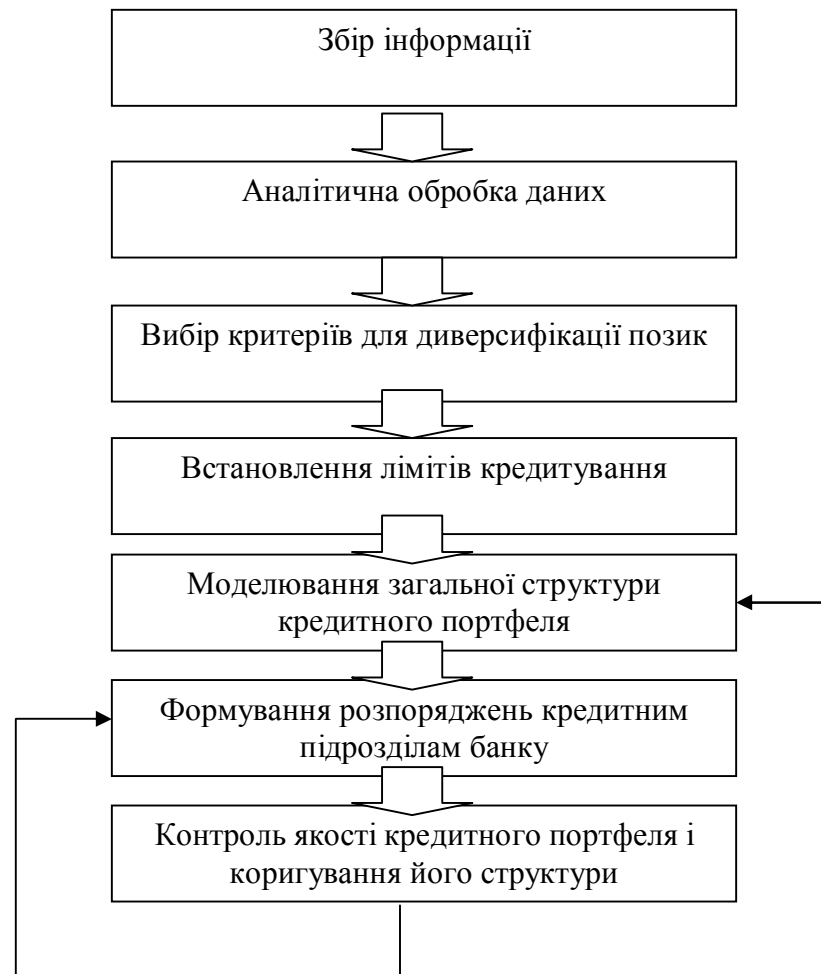 Збір інформації
Аналітична обробка даних
Вибір критеріїв для диверсифікації позик
Встановлення лімітів кредитування
Моделювання загальної структури
кредитного портфеля
Формування розпоряджень кредитним
підрозділам банку
Контроль якості кредитного портфеля і
коригування його структури